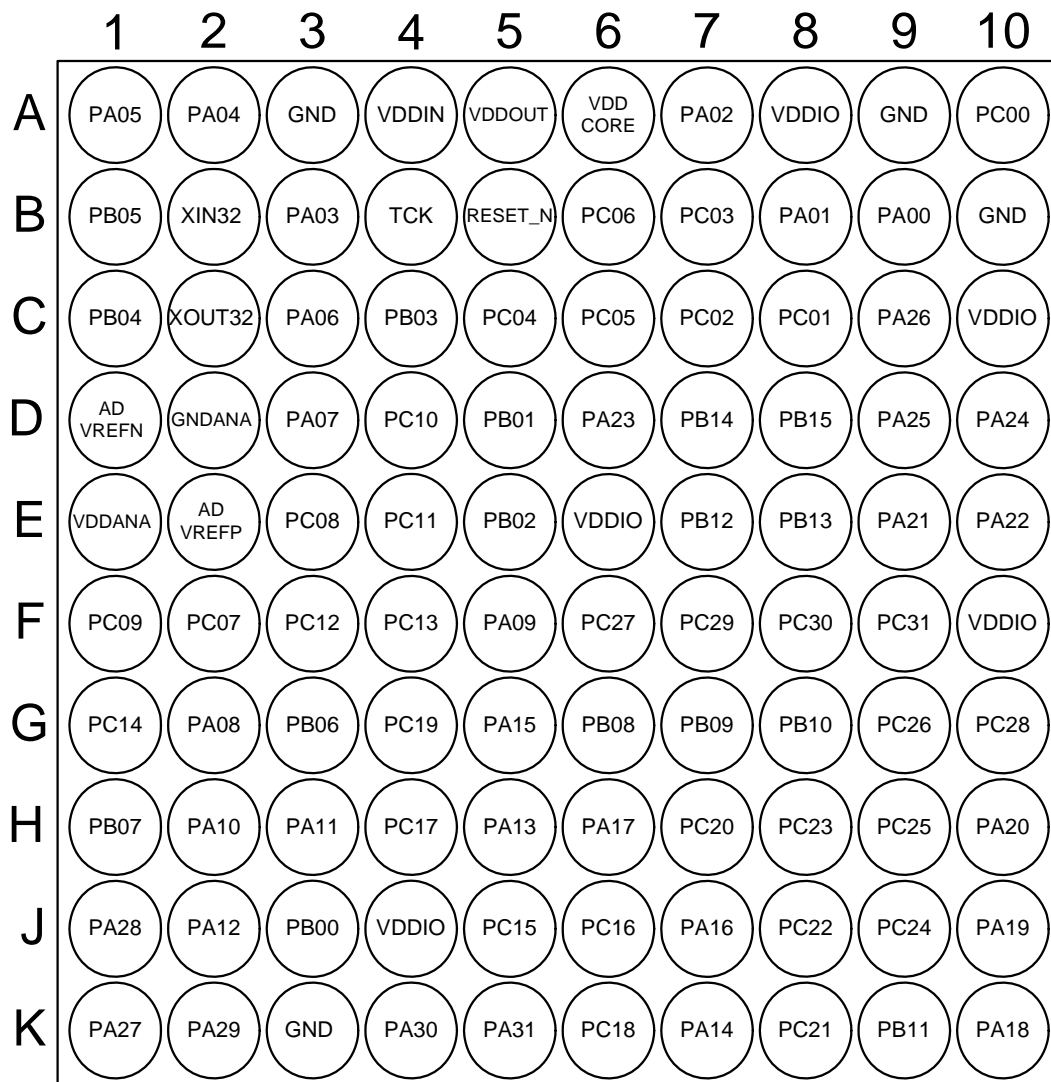 1 2 3 4 5 6 7 8 9 10
A PA05 PA04 GND VDDIN VDDOUT VDD CORE PA02 VDDIO GND PC00
B PB05 XIN32 PA03 TCK RESET_N PC06 PC03 PA01 PA00 GND
C PB04 XOUT32 PA06 PB03 PC04 PC05 PC02 PC01 PA26 VDDIO
D AD VREFN GNDANA PA07 PC10 PB01 PA23 PB14 PB15 PA25 PA24
E VDDANA AD VREFP PC08 PC11 PB02 VDDIO PB12 PB13 PA21 PA22
F PC09 PC07 PC12 PC13 PA09 PC27 PC29 PC30 PC31 VDDIO
G PC14 PA08 PB06 PC19 PA15 PB08 PB09 PB10 PC26 PC28
H PB07 PA10 PA11 PC17 PA13 PA17 PC20 PC23 PC25 PA20
J PA28 PA12 PB00 VDDIO PC15 PC16 PA16 PC22 PC24 PA19
K PA27 PA29 GND PA30 PA31 PC18 PA14 PC21 PB11 PA18